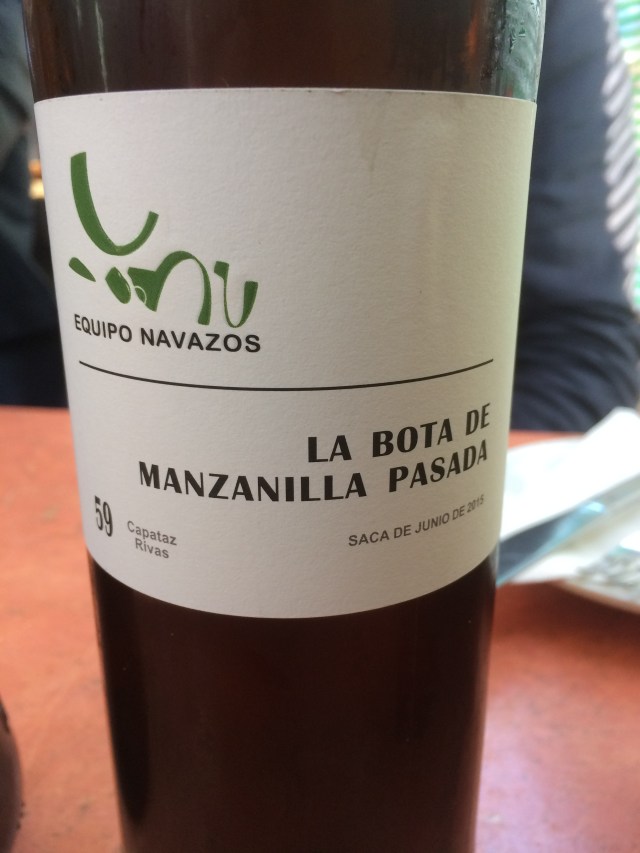 EQUIPO NAVAZOS
LA BOTA DE
MANZANILLA PASADA
59
Capataz
Rivas
SACA DE JUNIO DE 2015